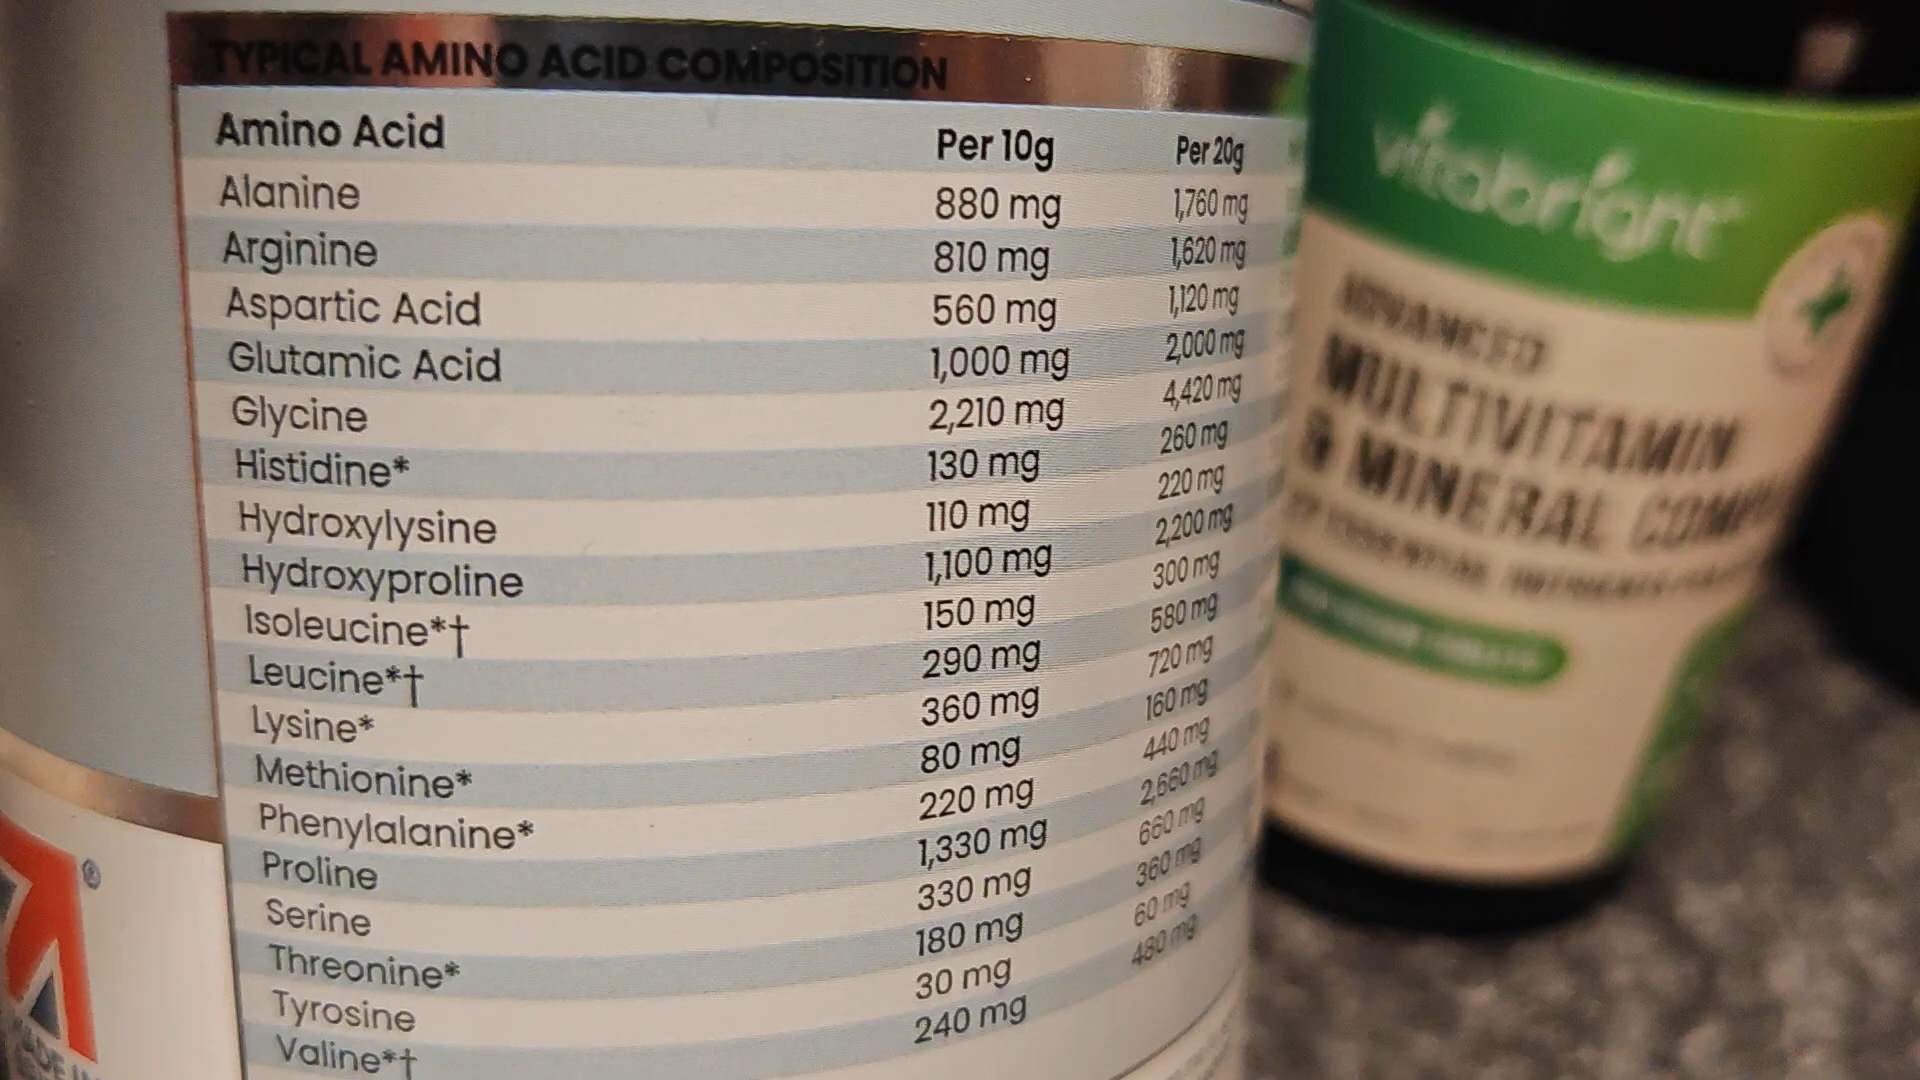 TYPICAL AMINO ACID COMPOSITION
Amino Acid Per 10g Per 20g
Alanine 880 mg 1,760 mg
Arginine 810 mg 1,620 mg
Aspartic Acid 560 mg 1,120 mg
Glutamic Acid 1,000 mg 2,000 mg
Glycine 2,210 mg 4,420 mg
Histidine* 130 mg 260 mg
Hydroxylysine 110 mg 220 mg
Hydroxyproline 1,100 mg 2,200 mg
Isoleucine*† 150 mg 300 mg
Leucine*† 290 mg 580 mg
Lysine* 360 mg 720 mg
Methionine* 80 mg 160 mg
Phenylalanine* 220 mg 440 mg
Proline 1,330 mg 2,660 mg
Serine 330 mg 660 mg
Threonine* 180 mg 360 mg
Tyrosine 30 mg 60 mg
Valine*† 240 mg 480 mg
®
MADE IN
vitabright
ADVANCED
MULTIVITAMIN
& MINERAL
ESSENTIAL